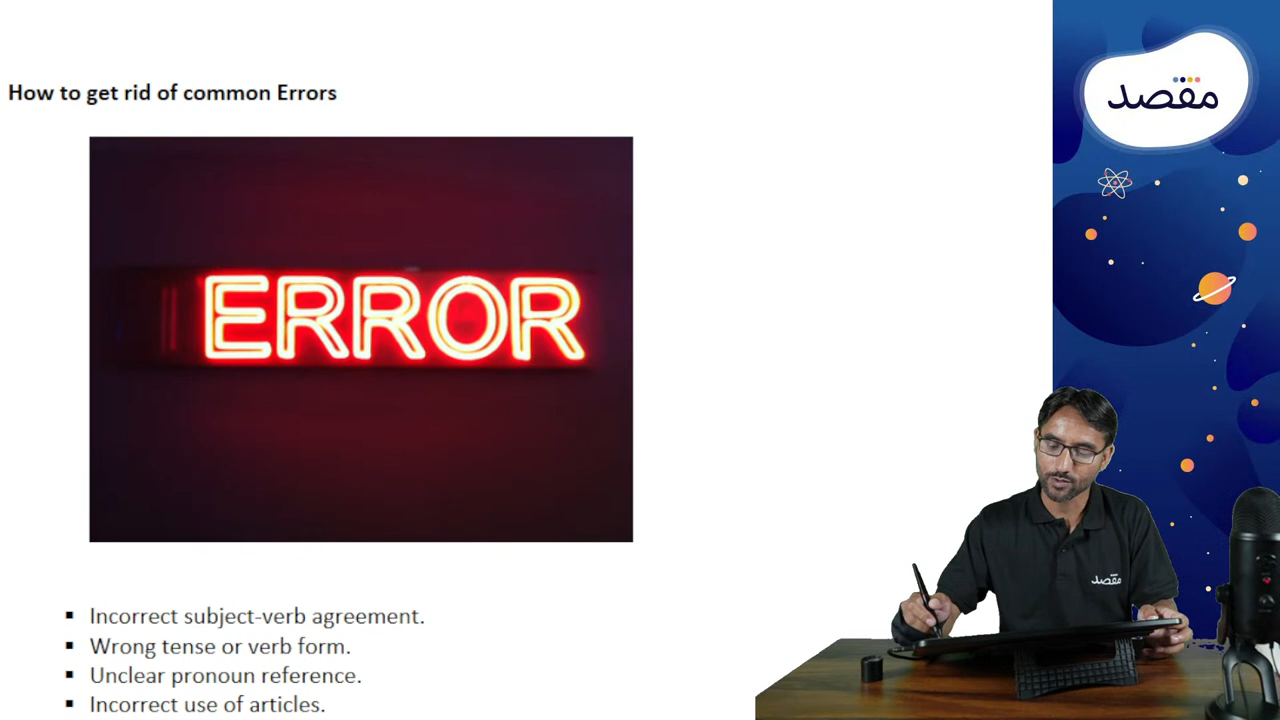 How to get rid of common Errors
مقصد
ERROR
مقصد
▪ Incorrect subject-verb agreement.
▪ Wrong tense or verb form.
▪ Unclear pronoun reference.
▪ Incorrect use of articles.